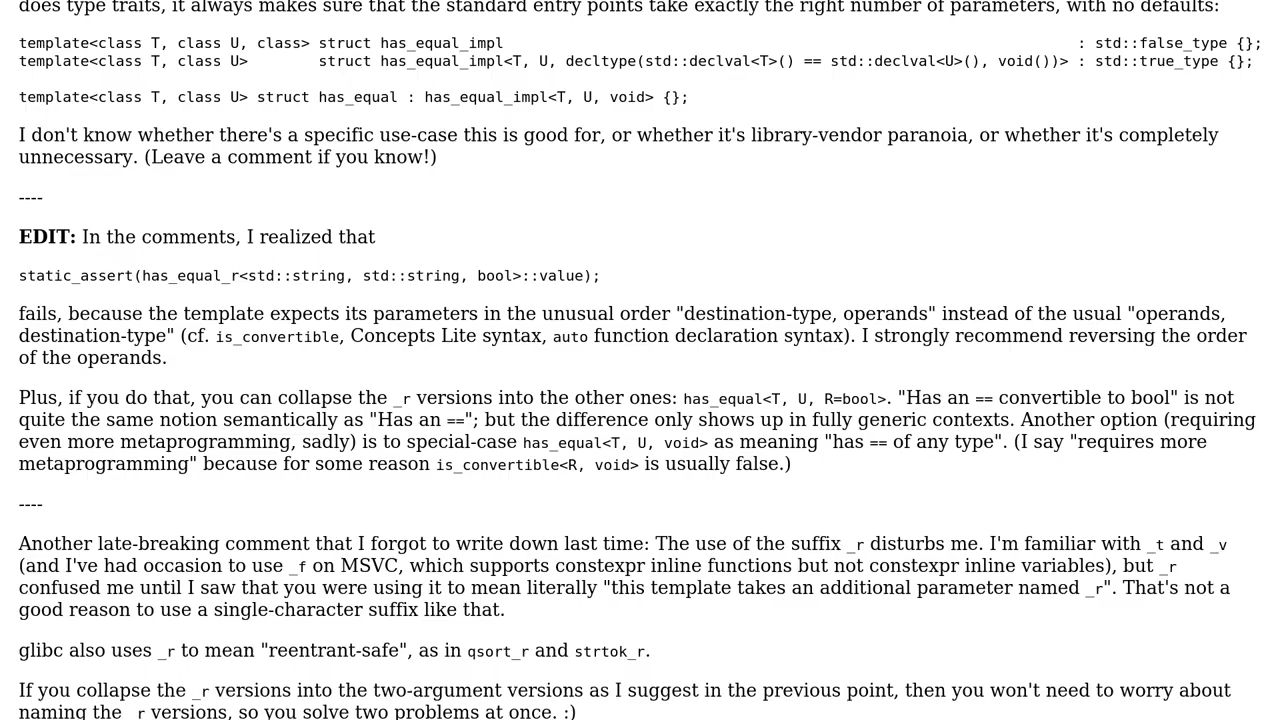 does type traits, it always makes sure that the standard entry points take exactly the right number of parameters, with no defaults:
template<class T, class U, class> struct has_equal_impl                                                                  : std::false_type {};
template<class T, class U>        struct has_equal_impl<T, U, decltype(std::declval<T>() == std::declval<U>(), void())> : std::true_type {};
template<class T, class U> struct has_equal : has_equal_impl<T, U, void> {};
I don't know whether there's a specific use-case this is good for, or whether it's library-vendor paranoia, or whether it's completely
unnecessary. (Leave a comment if you know!)
----
EDIT: In the comments, I realized that
static_assert(has_equal_r<std::string, std::string, bool>::value);
fails, because the template expects its parameters in the unusual order "destination-type, operands" instead of the usual "operands,
destination-type" (cf. is_convertible, Concepts Lite syntax, auto function declaration syntax). I strongly recommend reversing the order
of the operands.
Plus, if you do that, you can collapse the _r versions into the other ones: has_equal<T, U, R=bool>. "Has an == convertible to bool" is not
quite the same notion semantically as "Has an =="; but the difference only shows up in fully generic contexts. Another option (requiring
even more metaprogramming, sadly) is to special-case has_equal<T, U, void> as meaning "has == of any type". (I say "requires more
metaprogramming" because for some reason is_convertible<R, void> is usually false.)
----
Another late-breaking comment that I forgot to write down last time: The use of the suffix _r disturbs me. I'm familiar with _t and _v
(and I've had occasion to use _f on MSVC, which supports constexpr inline functions but not constexpr inline variables), but _r
confused me until I saw that you were using it to mean literally "this template takes an additional parameter named _r". That's not a
good reason to use a single-character suffix like that.
glibc also uses _r to mean "reentrant-safe", as in qsort_r and strtok_r.
If you collapse the _r versions into the two-argument versions as I suggest in the previous point, then you won't need to worry about
naming the _r versions, so you solve two problems at once. :)